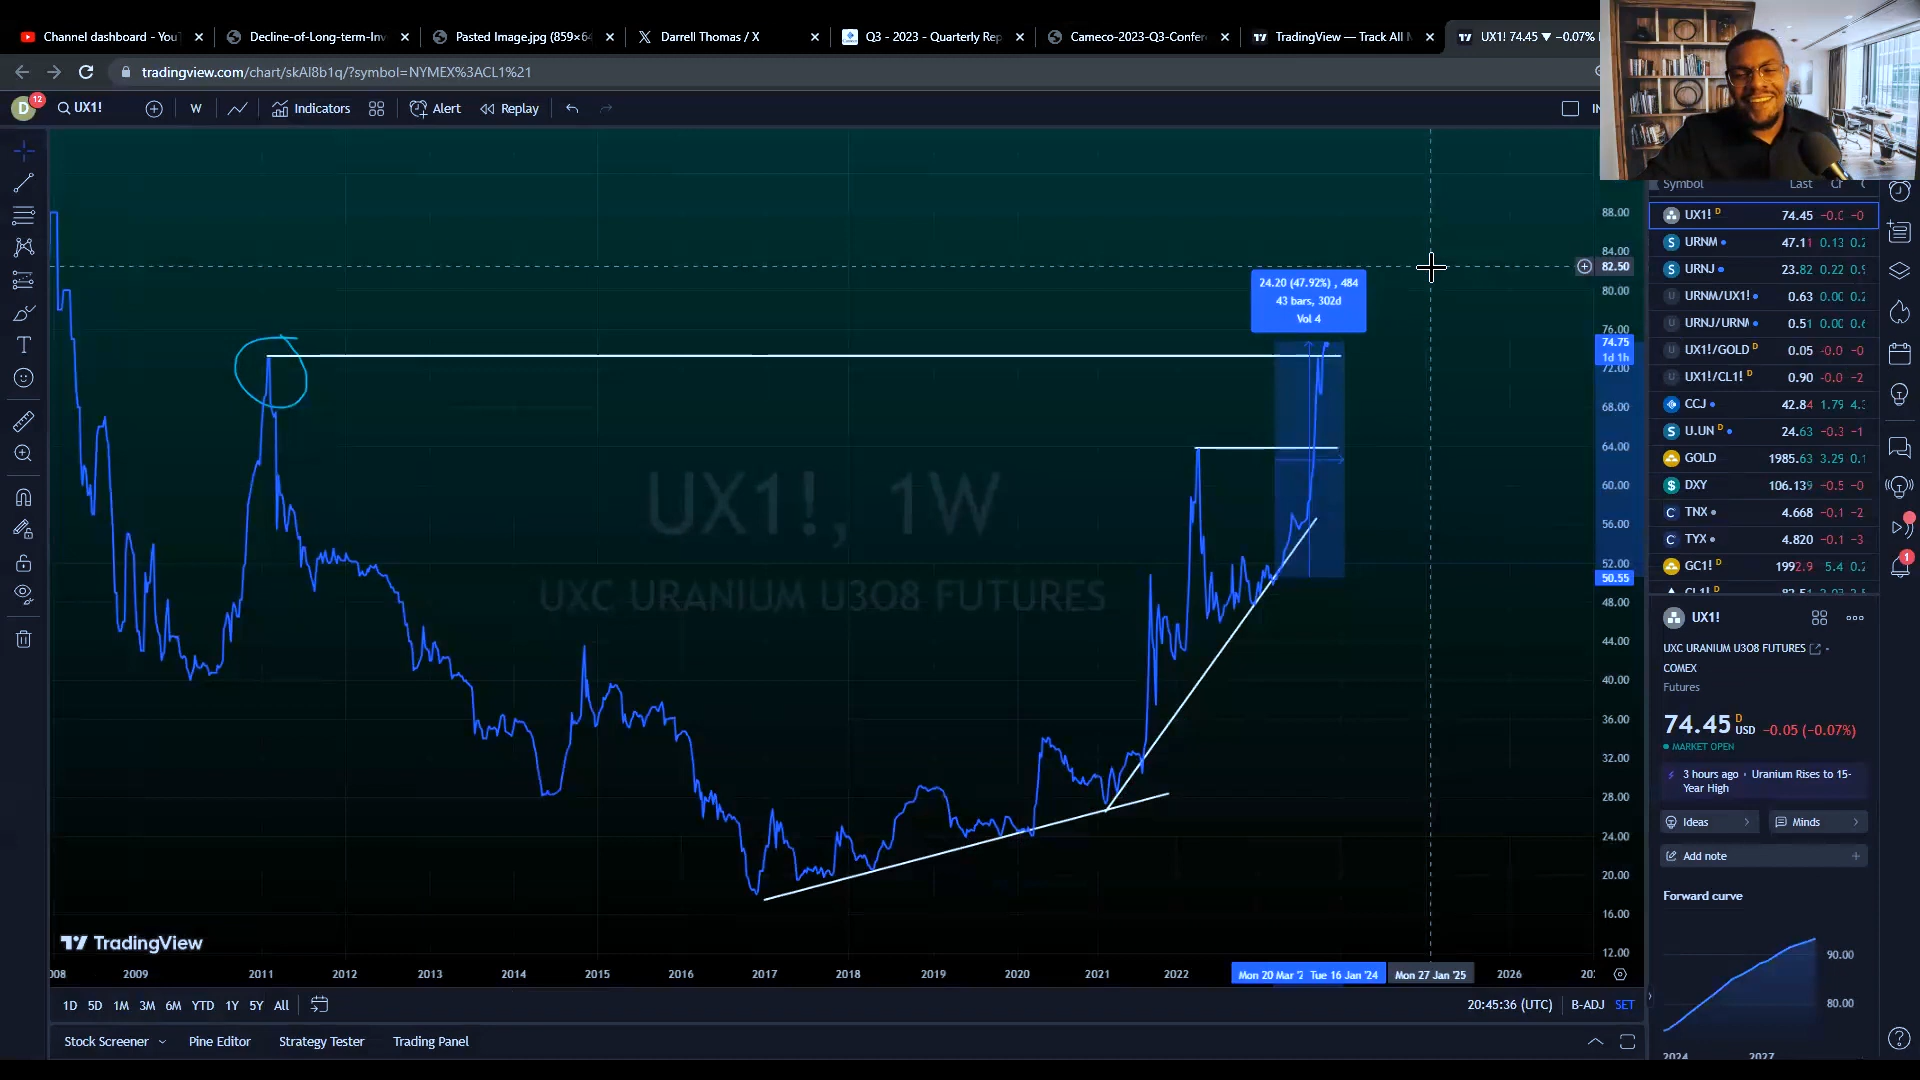 Channel dashboard - You
Decline-of-Long-term-Inv
Pasted Image.jpg (859×64
Darrell Thomas / X
Q3 - 2023 - Quarterly Rep
Cameco-2023-Q3-Confer
TradingView — Track All M
UX1! 74.45 ▼ −0.07%
tradingview.com/chart/skAl8b1q/?symbol=NYMEX%3ACL1%21
D 12 UX1! W Indicators Alert Replay
Symbol Last
UX1! D 74.45
URNM 47.11 0.13
URNJ 23.82 0.22
URNM/UX1! 0.63 0.00
URNJ/URNM 0.51 0.00
UX1!/GOLD D 0.05
UX1!/CL1! D 0.90
CCJ 42.84 1.79
U.UN D 24.63
GOLD 1985.63 3.29
DXY 106.139
TNX 4.668
TYX 4.820
GC1! D 1992.9 5.4
88.00
84.00
82.50
80.00
76.00
74.75
1d 1h
72.00
68.00
64.00
60.00
56.00
52.00
50.55
48.00
44.00
40.00
36.00
32.00
28.00
24.00
20.00
16.00
12.00
24.20 (47.92%) , 484
43 bars, 302d
Vol 4
UX1!, 1W
UXC URANIUM U3O8 FUTURES
TradingView
008 2009 2011 2012 2013 2014 2015 2016 2017 2018 2019 2020 2021 2022 Mon 20 Mar '2 Tue 16 Jan '24 Mon 27 Jan '25 2026
1D 5D 1M 3M 6M YTD 1Y 5Y All
20:45:36 (UTC) B-ADJ SET
Stock Screener Pine Editor Strategy Tester Trading Panel
UX1!
UXC URANIUM U3O8 FUTURES
COMEX
Futures
74.45 D USD −0.05 (−0.07%)
MARKET OPEN
3 hours ago • Uranium Rises to 15-
Year High
Ideas
Minds
Add note
Forward curve
90.00
80.00
2024 2027
1